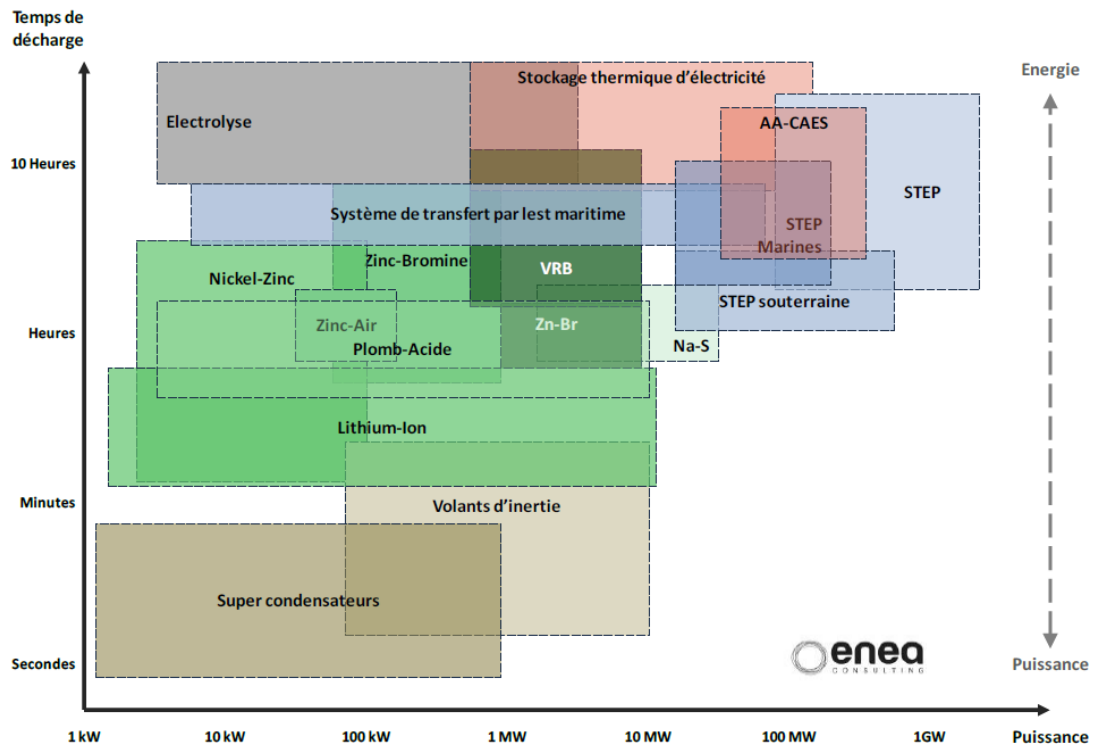 Temps de
décharge
Energie
Stockage thermique d'électricité
Electrolyse
AA-CAES
10 Heures
STEP
Système de transfert par lest maritime
STEP
Marines
Zinc-Bromine
VRB
Nickel-Zinc
STEP souterraine
Heures
Zinc-Air
Zn-Br
Plomb-Acide
Na-S
Lithium-Ion
Minutes
Volants d'inertie
Super condensateurs
enea
CONSULTING
Secondes
Puissance
1 kW
10 kW
100 kW
1 MW
10 MW
100 MW
1GW
Puissance